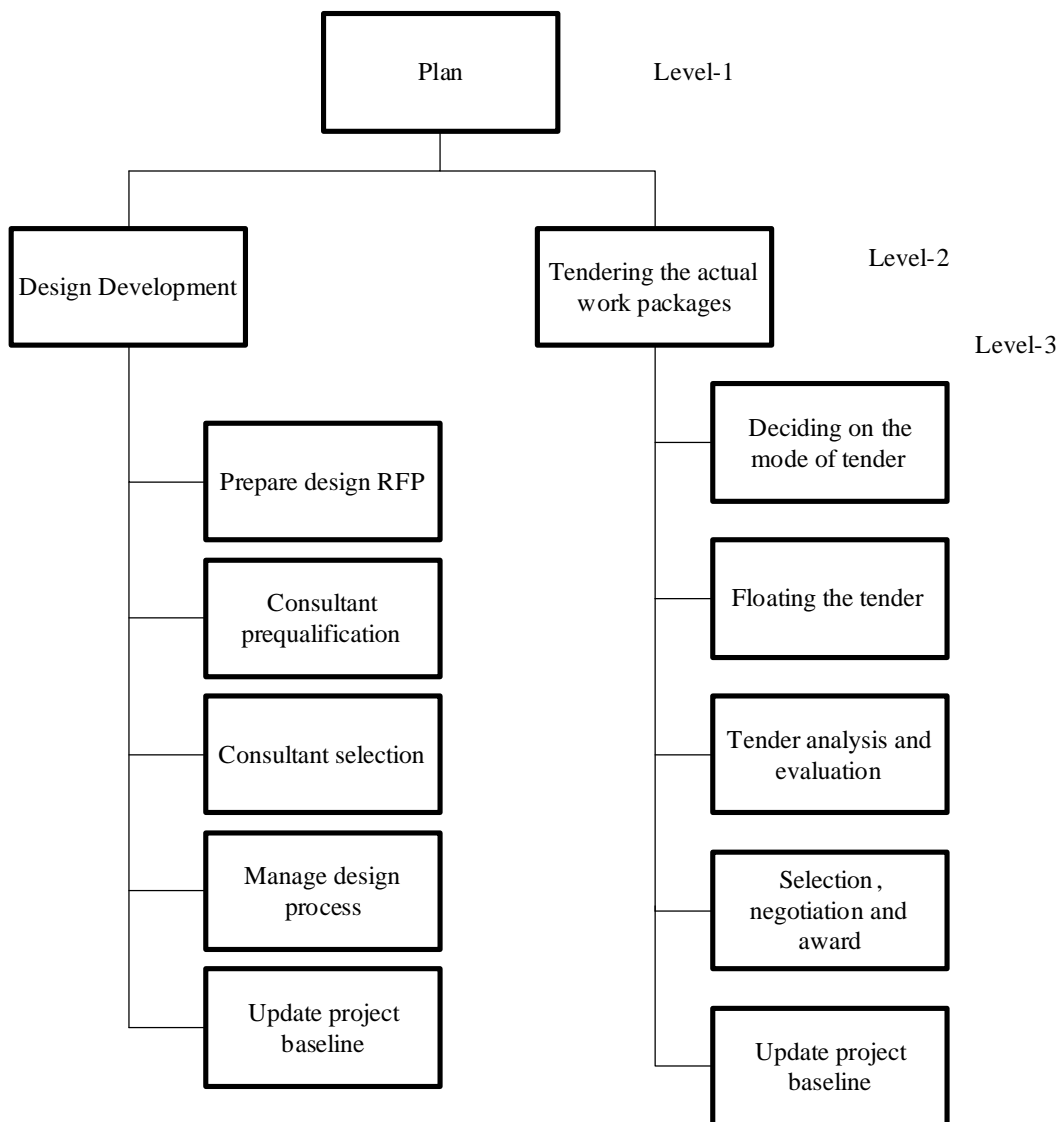 Plan
Level-1
Design Development
Tendering the actual
work packages
Level-2
Level-3
Prepare design RFP
Consultant
prequalification
Consultant selection
Manage design
process
Update project
baseline
Deciding on the
mode of tender
Floating the tender
Tender analysis and
evaluation
Selection ,
negotiation and
award
Update project
baseline